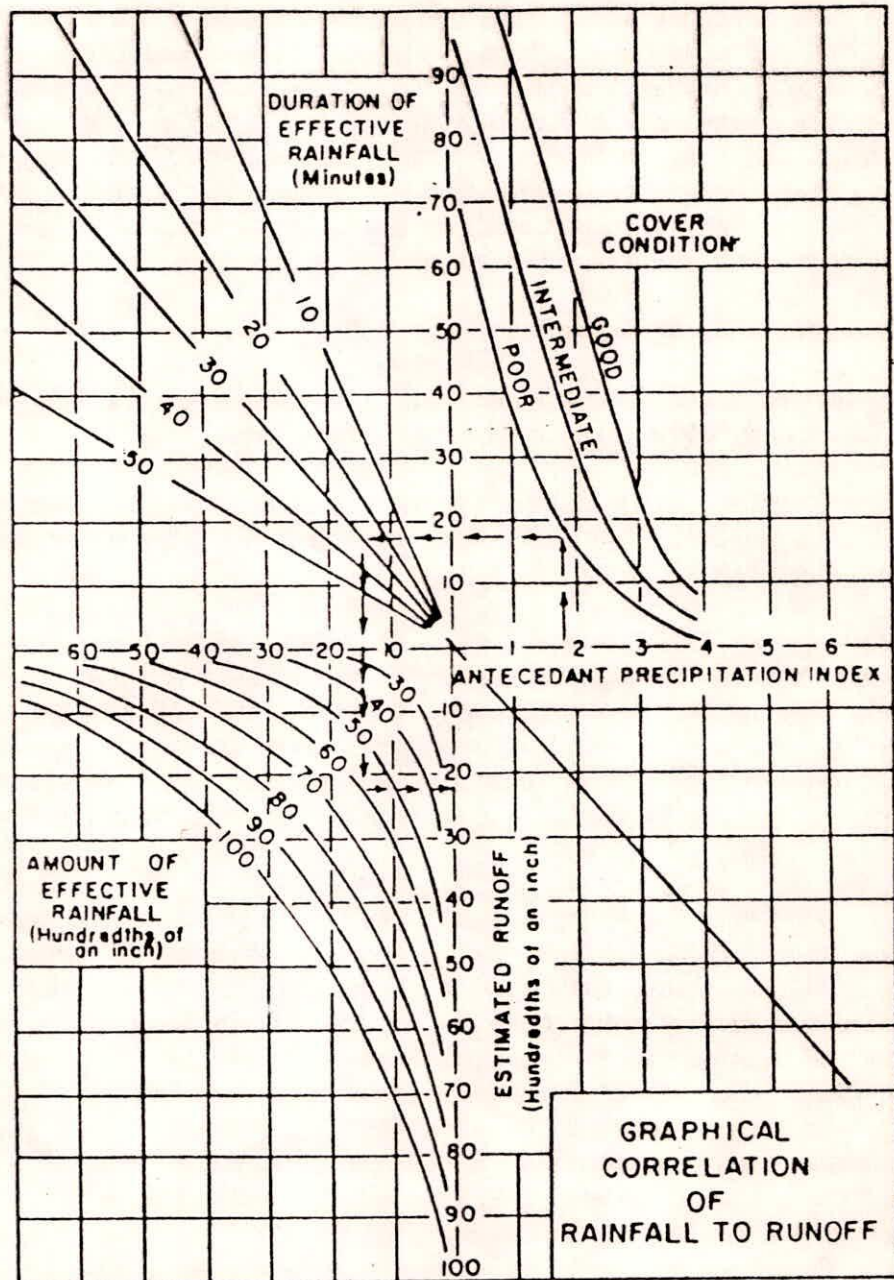 DURATION OF
EFFECTIVE
RAINFALL
(Minutes)
COVER
CONDITION
90
80
70
60
50
40
30
20
10
10
20
30
40
50
POOR
INTERMEDIATE
GOOD
60 50 40 30 20 10 1 2 3 4 5 6
ANTECEDANT PRECIPITATION INDEX
30
40
50
60
70
80
90
100
10
20
30
40
50
60
70
80
90
100
AMOUNT OF
EFFECTIVE
RAINFALL
(Hundredths of
an inch)
ESTIMATED RUNOFF
(Hundredths of an inch)
GRAPHICAL
CORRELATION
OF
RAINFALL TO RUNOFF